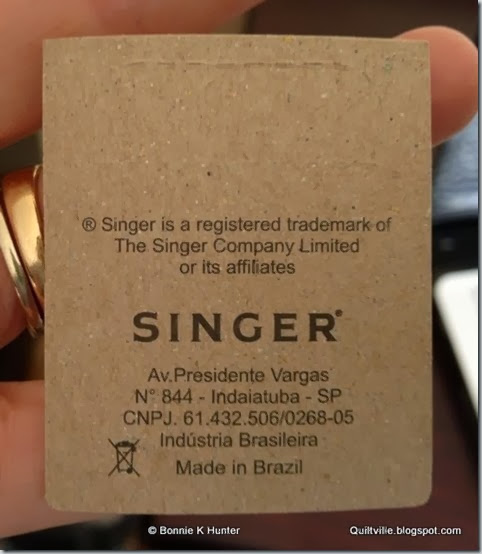 ® Singer is a registered trademark of
The Singer Company Limited
or its affiliates
SINGER®
Av.Presidente Vargas
N° 844 - Indaiatuba - SP
CNPJ. 61.432.506/0268-05
Indústria Brasileira
Made in Brazil
© Bonnie K Hunter
Quiltville.blogspot.com